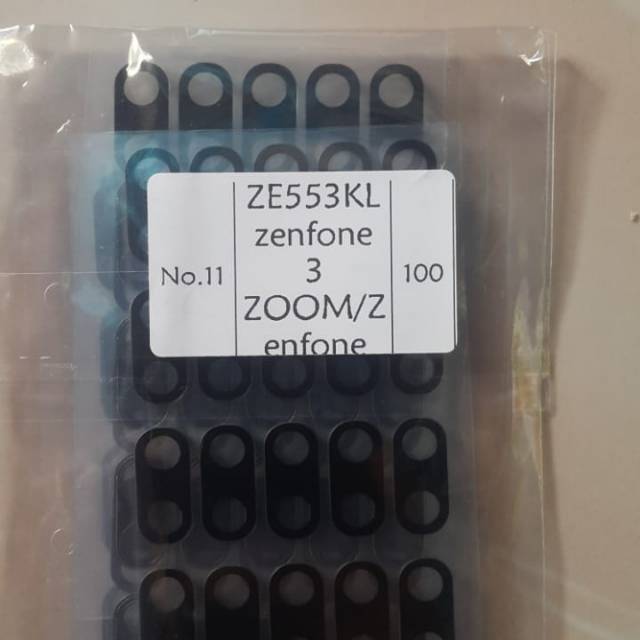 No.11
ZE553KL
zenfone
3
ZOOM/Z
enfone
100